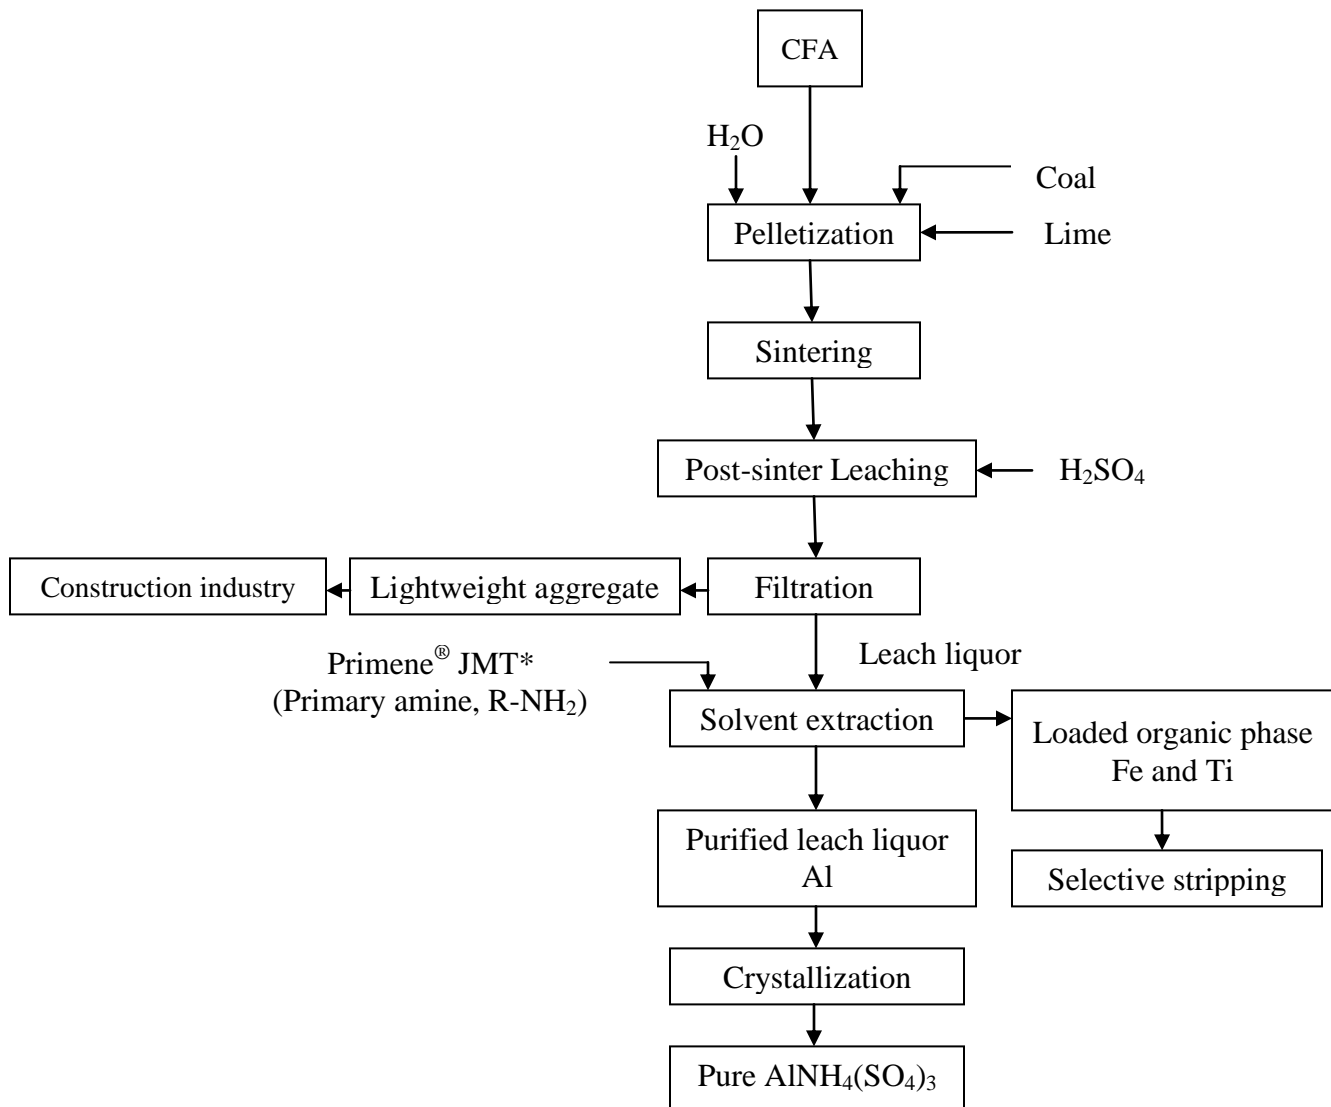 CFA
H₂O
Coal
Pelletization
Lime
Sintering
Post-sinter Leaching
H₂SO₄
Construction industry
Lightweight aggregate
Filtration
Leach liquor
Primene® JMT*
(Primary amine, R-NH₂)
Solvent extraction
Loaded organic phase
Fe and Ti
Purified leach liquor
Al
Selective stripping
Crystallization
Pure AlNH₄(SO₄)₃